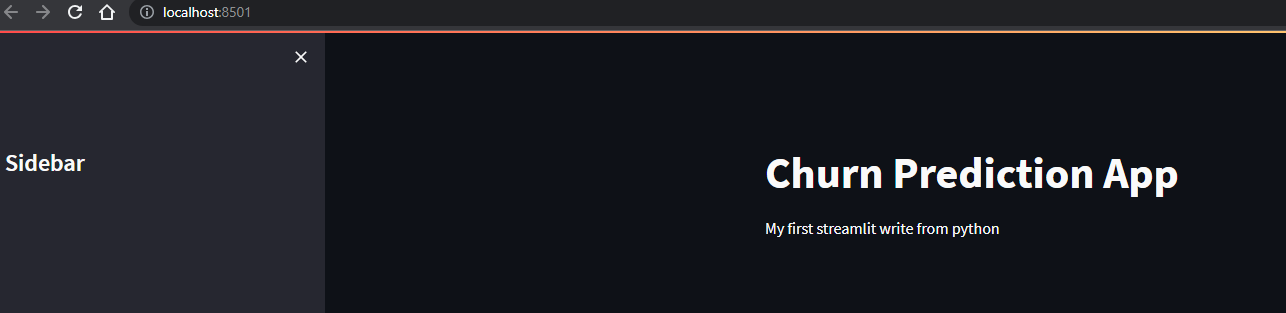 localhost:8501
Sidebar
Churn Prediction App
My first streamlit write from python